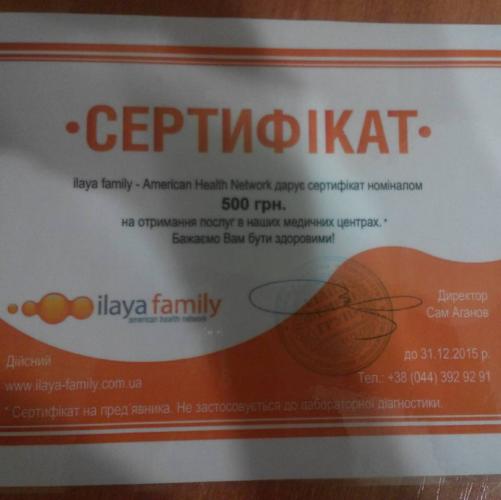 •СЕРТИФІКАТ•
ilaya family - American Health Network дарує сертифікат номіналом
500 грн.
на отримання послуг в наших медичних центрах. *
Бажаємо Вам бути здоровими!
ilaya family
american health network
Директор
Сам Аганов
Дійсний
до 31.12.2015 р.
www.ilaya-family.com.ua
Тел.: +38 (044) 392 92 91
* Сертифікат на пред'явника. Не застосовується до лабораторної діагностики.